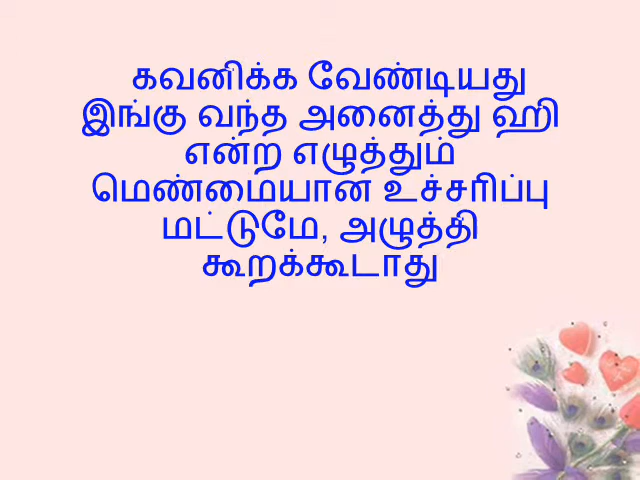 கவனிக்க வேண்டியது
இங்கு வந்த அனைத்து ஹி
என்ற எழுத்தும்
மெண்மையான உச்சரிப்பு
மட்டுமே, அழுத்தி
கூறக்கூடாது